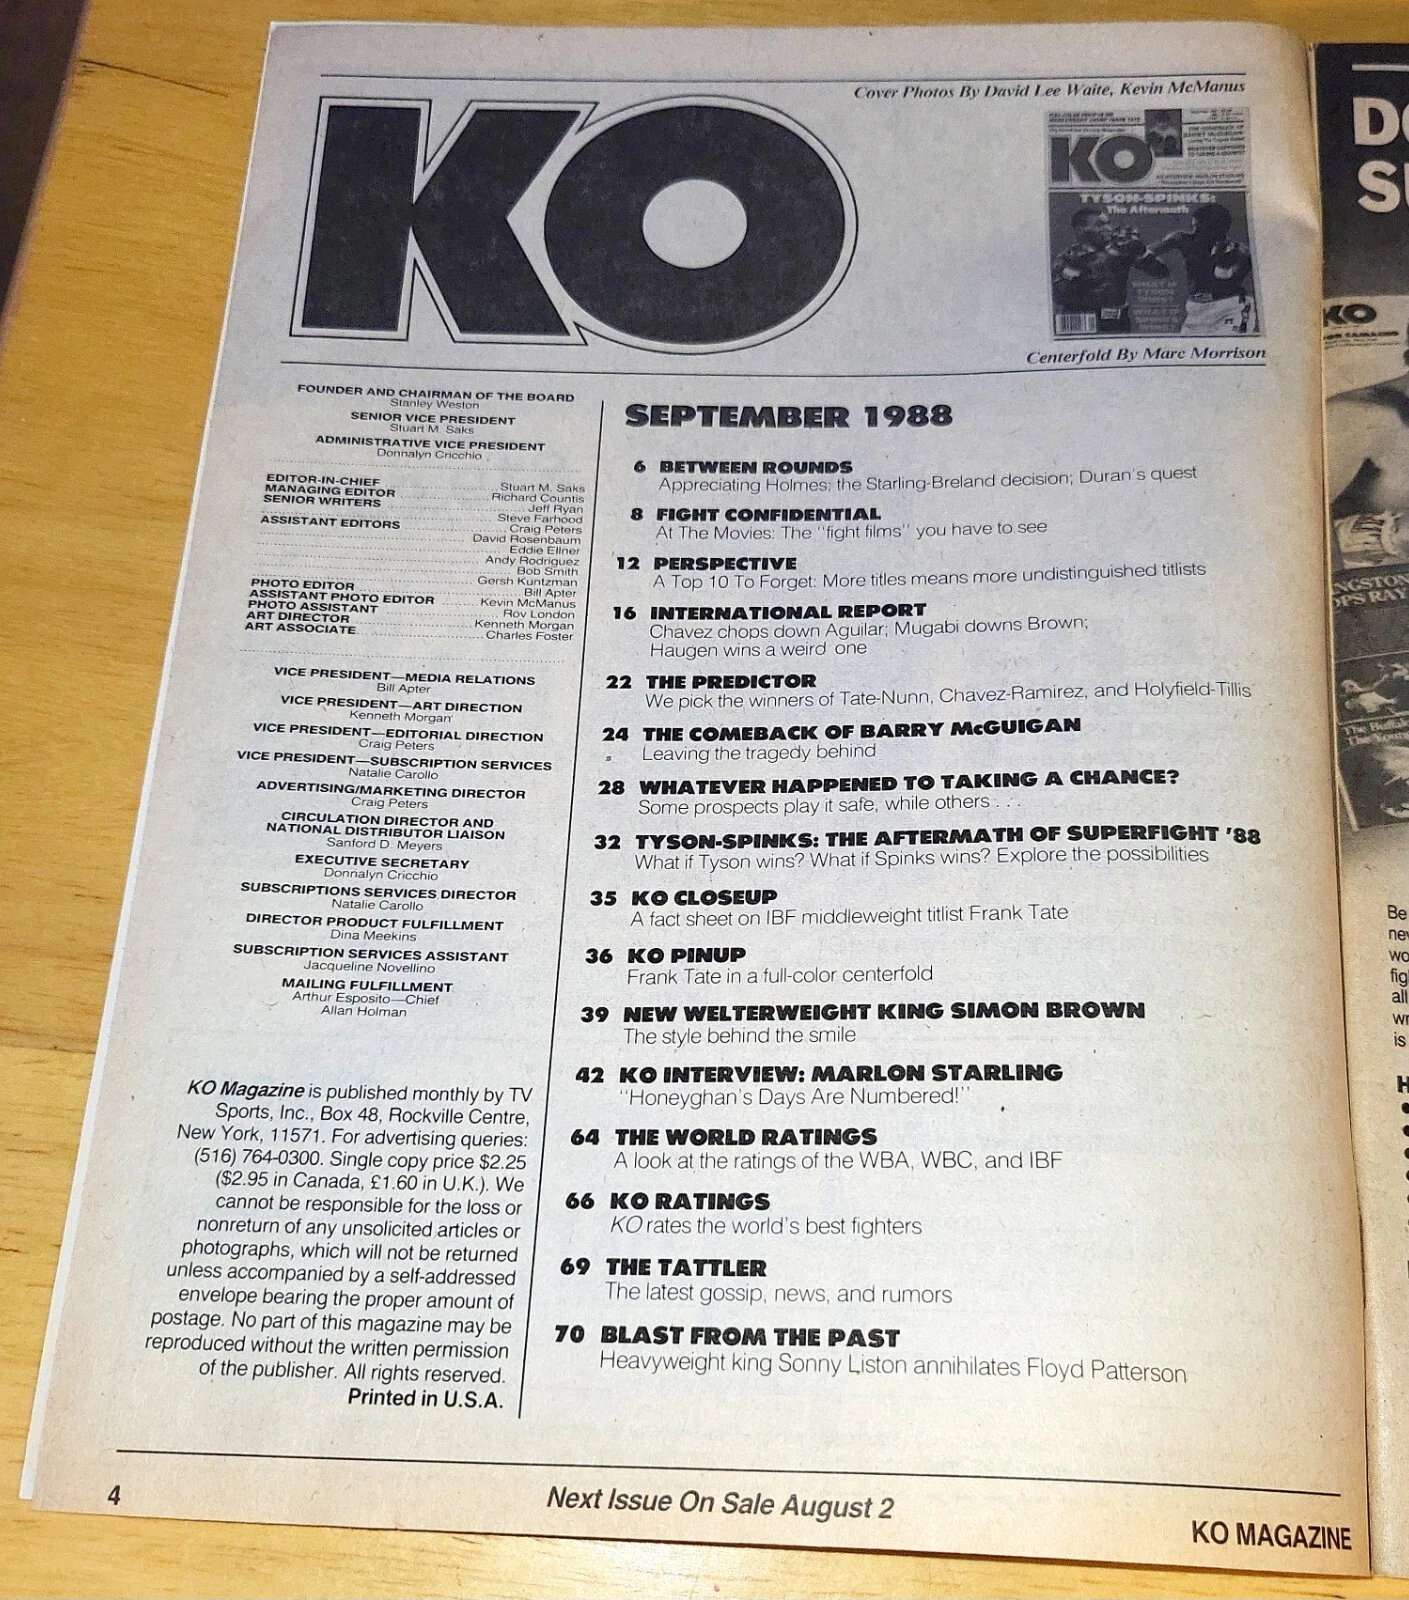 Cover Photos By David Lee Waite, Kevin McManus
KO
KO
TYSON-SPINKS:
The Aftermath
Centerfold By Marc Morrison
FOUNDER AND CHAIRMAN OF THE BOARD
Stanley Weston
SENIOR VICE PRESIDENT
Stuart M. Saks
ADMINISTRATIVE VICE PRESIDENT
Donnalyn Cricchio
EDITOR-IN-CHIEF Stuart M. Saks
MANAGING EDITOR Richard Countis
SENIOR WRITERS Jeff Ryan
Steve Farhood
ASSISTANT EDITORS Craig Peters
David Rosenbaum
Eddie Ellner
Andy Rodriguez
Bob Smith
Gersh Kuntzman
PHOTO EDITOR Bill Apter
ASSISTANT PHOTO EDITOR Kevin McManus
PHOTO ASSISTANT Roy London
ART DIRECTOR Kenneth Morgan
ART ASSOCIATE Charles Foster
VICE PRESIDENT—MEDIA RELATIONS
Bill Apter
VICE PRESIDENT—ART DIRECTION
Kenneth Morgan
VICE PRESIDENT—EDITORIAL DIRECTION
Craig Peters
VICE PRESIDENT—SUBSCRIPTION SERVICES
Natalie Carollo
ADVERTISING/MARKETING DIRECTOR
Craig Peters
CIRCULATION DIRECTOR AND
NATIONAL DISTRIBUTOR LIAISON
Sanford D. Meyers
EXECUTIVE SECRETARY
Donnalyn Cricchio
SUBSCRIPTIONS SERVICES DIRECTOR
Natalie Carollo
DIRECTOR PRODUCT FULFILLMENT
Dina Meekins
SUBSCRIPTION SERVICES ASSISTANT
Jacqueline Novellino
MAILING FULFILLMENT
Arthur Esposito—Chief
Allan Holman
KO Magazine is published monthly by TV
Sports, Inc., Box 48, Rockville Centre,
New York, 11571. For advertising queries:
(516) 764-0300. Single copy price $2.25
($2.95 in Canada, £1.60 in U.K.). We
cannot be responsible for the loss or
nonreturn of any unsolicited articles or
photographs, which will not be returned
unless accompanied by a self-addressed
envelope bearing the proper amount of
postage. No part of this magazine may be
reproduced without the written permission
of the publisher. All rights reserved.
Printed in U.S.A.
SEPTEMBER 1988
6 BETWEEN ROUNDS
Appreciating Holmes; the Starling-Breland decision; Duran's quest
8 FIGHT CONFIDENTIAL
At The Movies: The "fight films" you have to see
12 PERSPECTIVE
A Top 10 To Forget: More titles means more undistinguished titlists
16 INTERNATIONAL REPORT
Chavez chops down Aguilar; Mugabi downs Brown;
Haugen wins a weird one
22 THE PREDICTOR
We pick the winners of Tate-Nunn, Chavez-Ramirez, and Holyfield-Tillis
24 THE COMEBACK OF BARRY McGUIGAN
Leaving the tragedy behind
28 WHATEVER HAPPENED TO TAKING A CHANCE?
Some prospects play it safe, while others . . .
32 TYSON-SPINKS: THE AFTERMATH OF SUPERFIGHT '88
What if Tyson wins? What if Spinks wins? Explore the possibilities
35 KO CLOSEUP
A fact sheet on IBF middleweight titlist Frank Tate
36 KO PINUP
Frank Tate in a full-color centerfold
39 NEW WELTERWEIGHT KING SIMON BROWN
The style behind the smile
42 KO INTERVIEW: MARLON STARLING
"Honeyghan's Days Are Numbered!"
64 THE WORLD RATINGS
A look at the ratings of the WBA, WBC, and IBF
66 KO RATINGS
KO rates the world's best fighters
69 THE TATTLER
The latest gossip, news, and rumors
70 BLAST FROM THE PAST
Heavyweight king Sonny Liston annihilates Floyd Patterson
4
Next Issue On Sale August 2
KO MAGAZINE
KO